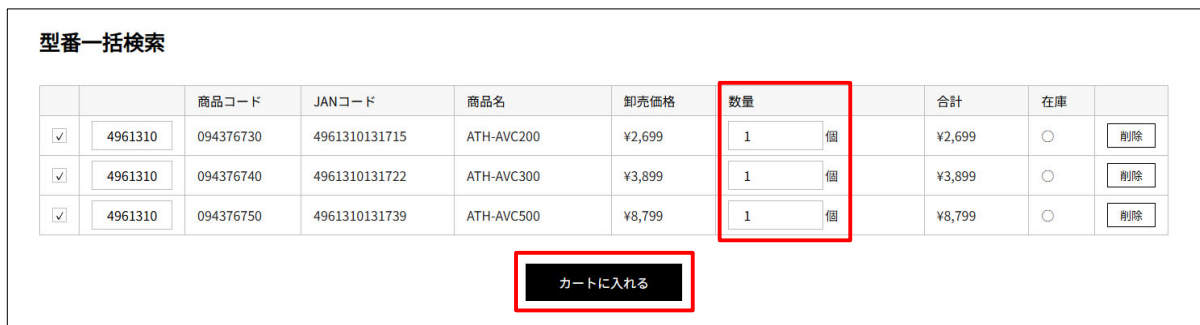 型番一括検索
商品コード JANコード 商品名 卸売価格 数量 合計 在庫
4961310 094376730 4961310131715 ATH-AVC200 ¥2,699 1 個 ¥2,699 〇 削除
4961310 094376740 4961310131722 ATH-AVC300 ¥3,899 1 個 ¥3,899 〇 削除
4961310 094376750 4961310131739 ATH-AVC500 ¥8,799 1 個 ¥8,799 〇 削除
カートに入れる